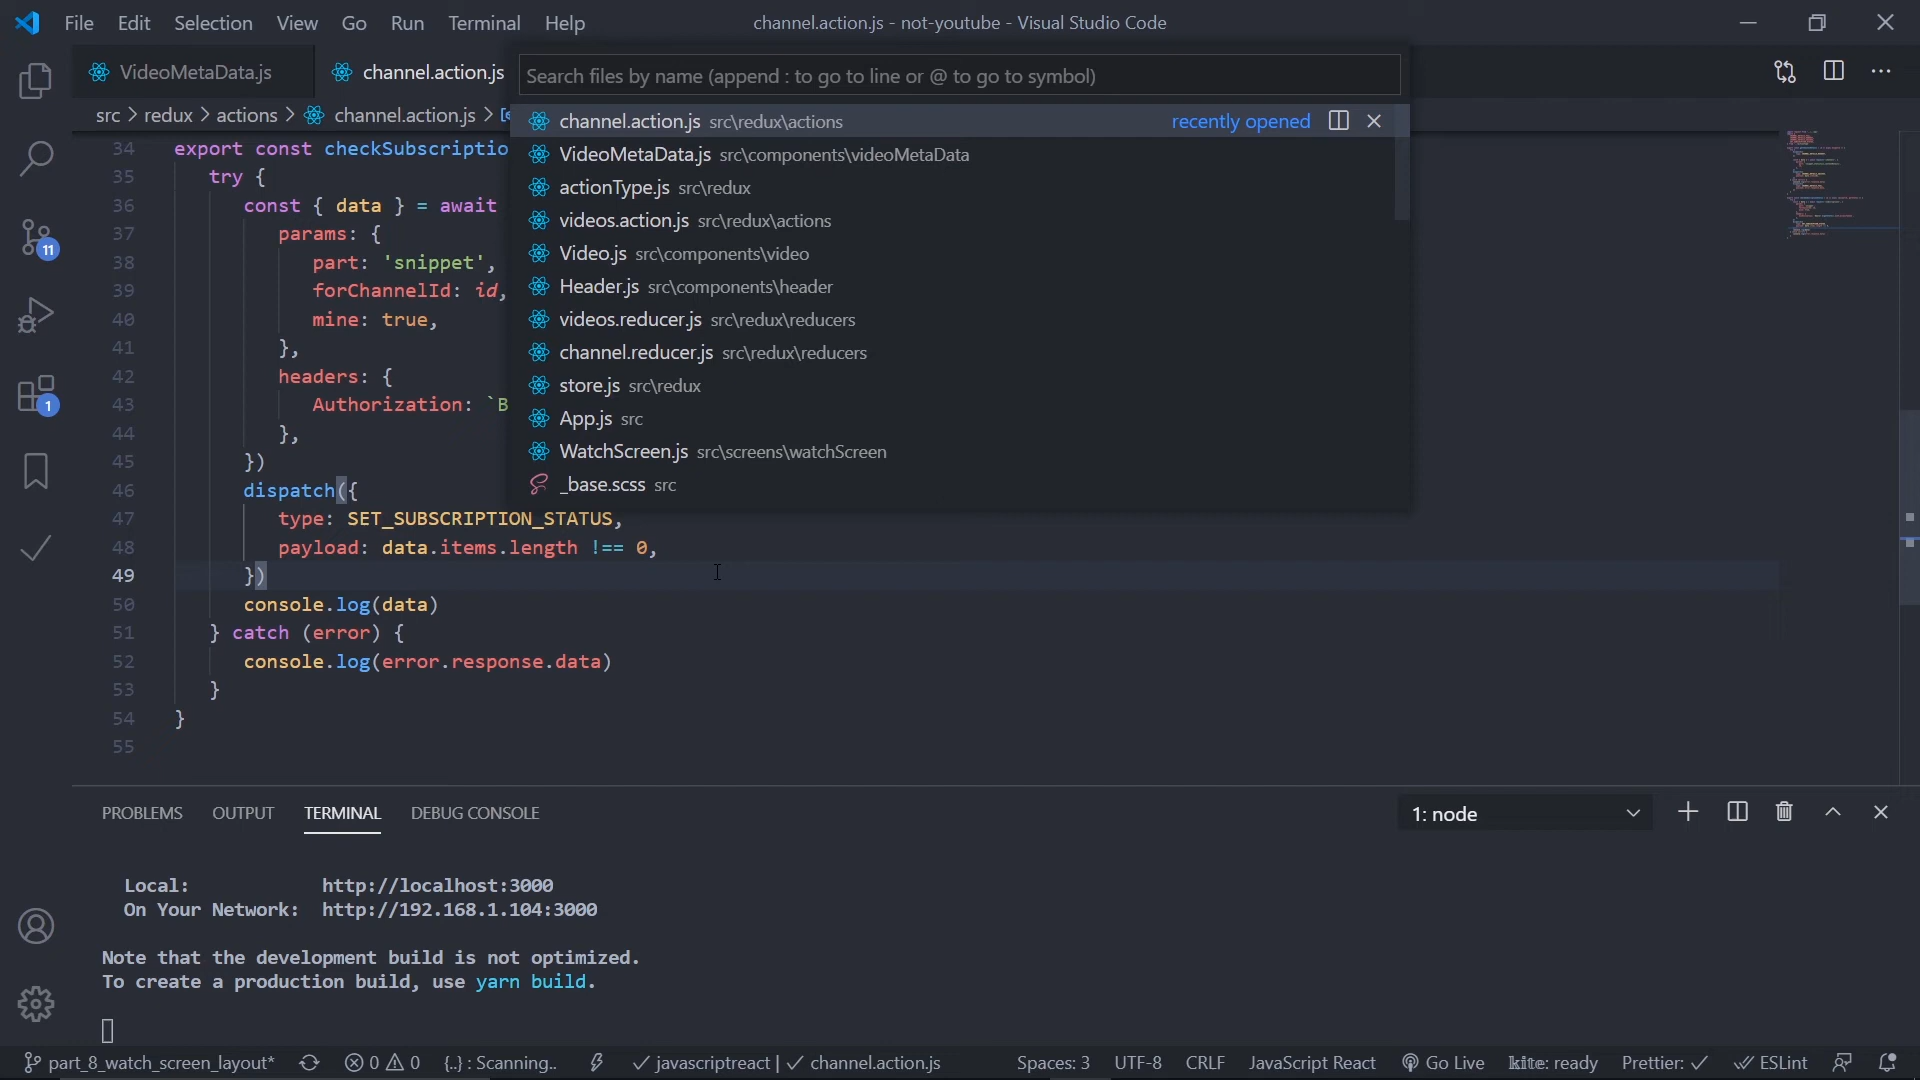 File Edit Selection View Go Run Terminal Help channel.action.js - not-youtube - Visual Studio Code
VideoMetaData.js channel.action.js
Search files by name (append : to go to line or @ to go to symbol)
src > redux > actions > channel.action.js >
channel.action.js src\redux\actions recently opened
VideoMetaData.js src\components\videoMetaData
actionType.js src\redux
videos.action.js src\redux\actions
Video.js src\components\video
Header.js src\components\header
videos.reducer.js src\redux\reducers
channel.reducer.js src\redux\reducers
store.js src\redux
App.js src
WatchScreen.js src\screens\watchScreen
_base.scss src
34 export const checkSubscriptio
35 try {
36 const { data } = await
37 params: {
38 part: 'snippet',
39 forChannelId: id,
40 mine: true,
41 },
42 headers: {
43 Authorization: `B
44 },
45 })
46 dispatch({
47 type: SET_SUBSCRIPTION_STATUS,
48 payload: data.items.length !== 0,
49 })
50 console.log(data)
51 } catch (error) {
52 console.log(error.response.data)
53 }
54 }
55
11
1
PROBLEMS OUTPUT TERMINAL DEBUG CONSOLE 1: node
Local: http://localhost:3000
On Your Network: http://192.168.1.104:3000
Note that the development build is not optimized.
To create a production build, use yarn build.
part_8_watch_screen_layout* 0 0 {..} : Scanning.. javascriptreact | channel.action.js Spaces: 3 UTF-8 CRLF JavaScript React Go Live kite: ready Prettier: ESLint